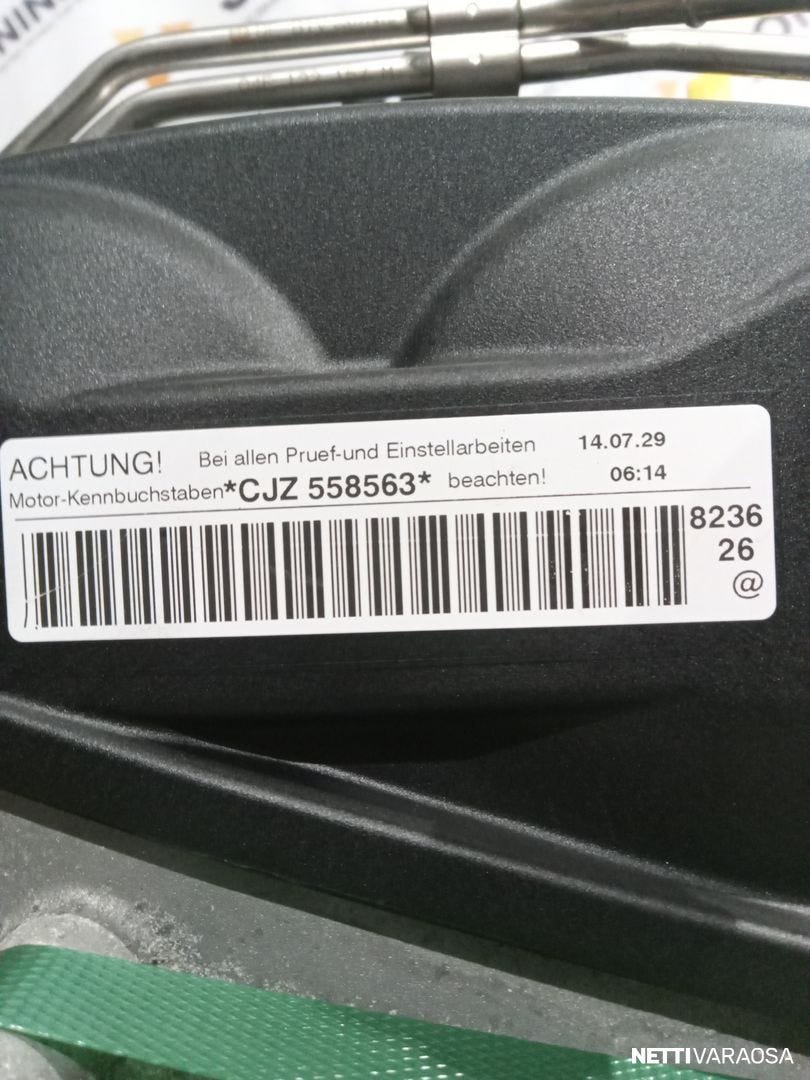 ACHTUNG! Bei allen Pruef-und Einstellarbeiten 14.07.29
Motor-Kennbuchstaben*CJZ 558563* beachten! 06:14
8236
26
@
NETTIVARAOSA